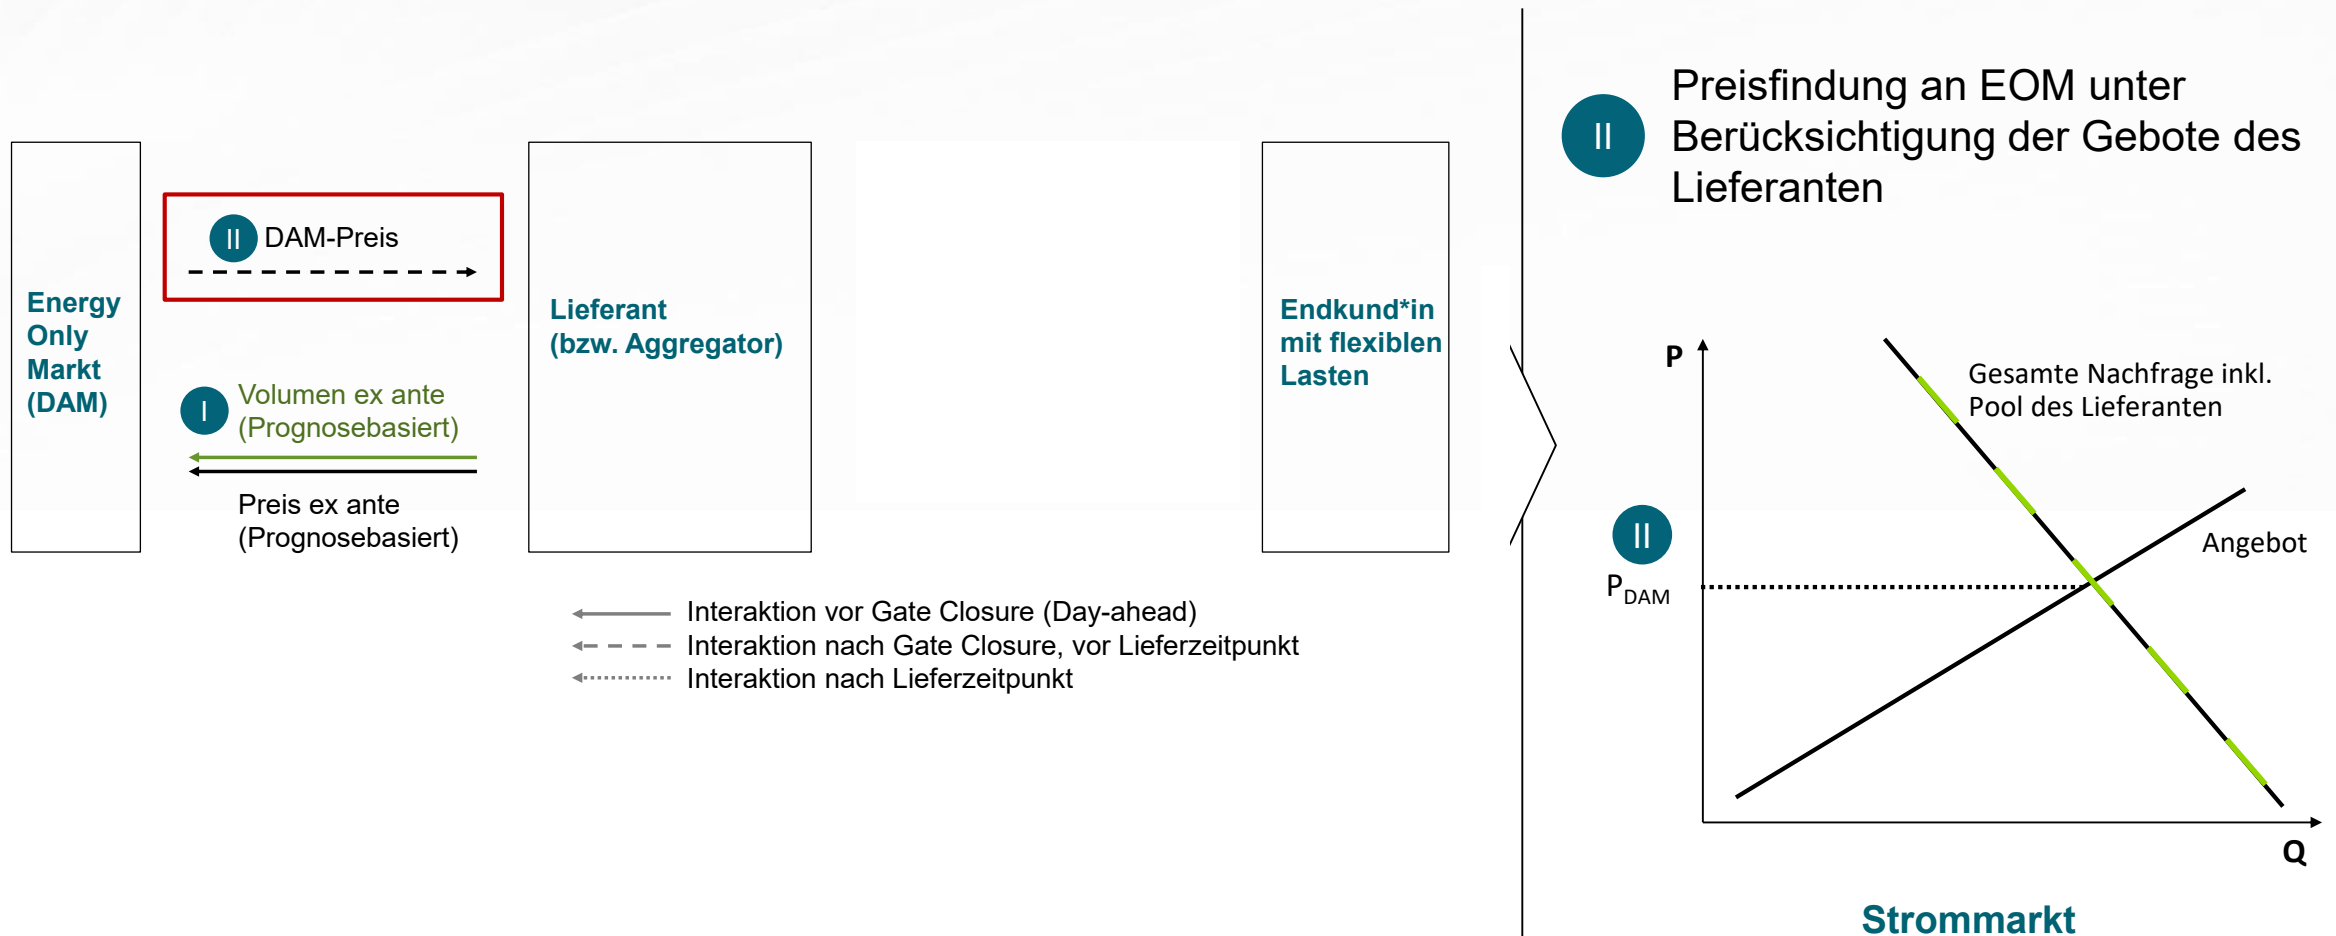 II DAM-Preis
Energy
Only
Markt
(DAM)
I
Volumen ex ante
(Prognosebasiert)
Preis ex ante
(Prognosebasiert)
Lieferant
(bzw. Aggregator)
Endkund*in
mit flexiblen
Lasten
Interaktion vor Gate Closure (Day-ahead)
Interaktion nach Gate Closure, vor Lieferzeitpunkt
Interaktion nach Lieferzeitpunkt
II
Preisfindung an EOM unter
Berücksichtigung der Gebote des
Lieferanten
P
Gesamte Nachfrage inkl.
Pool des Lieferanten
II
Angebot
PDAM
Q
Strommarkt